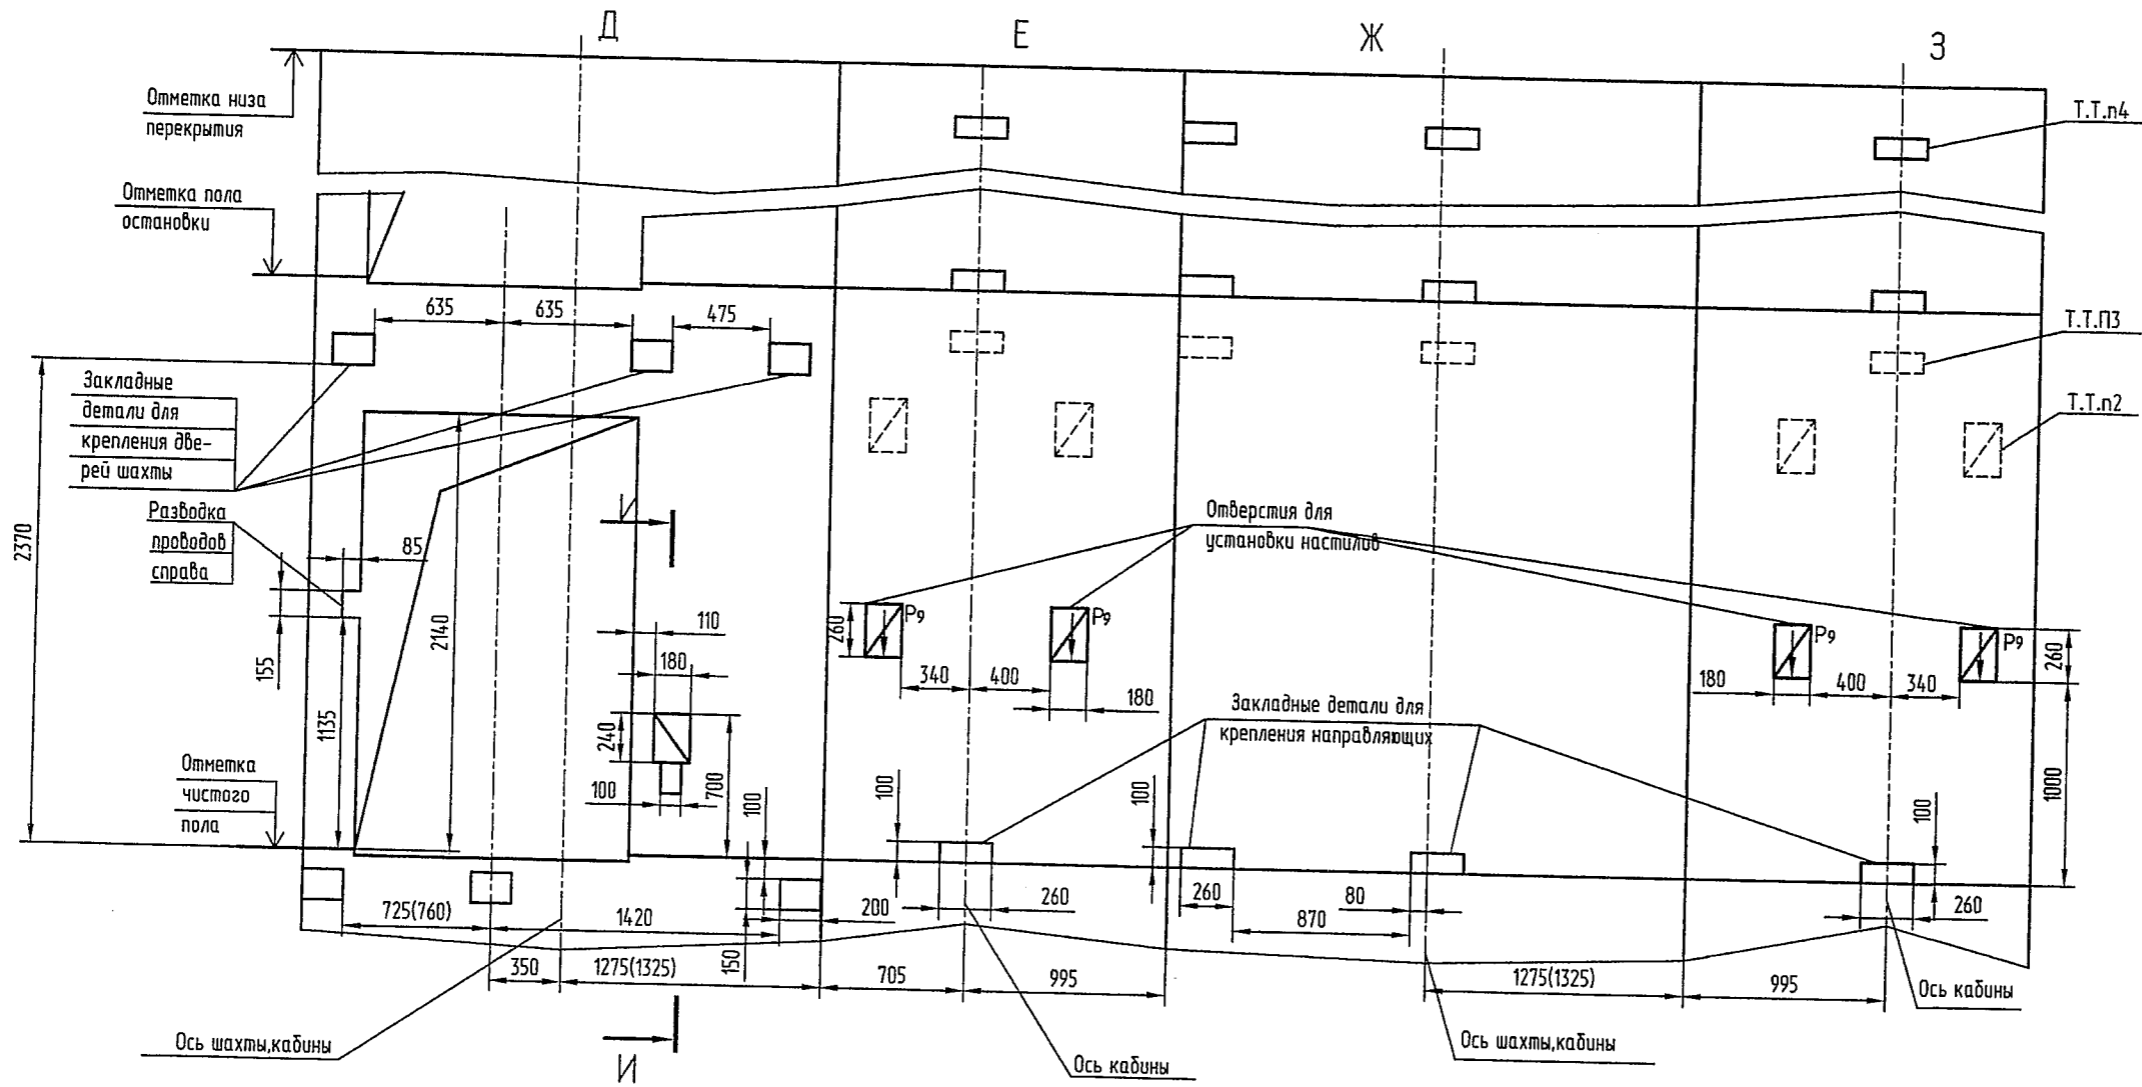 Д
Е
Ж
З
Отметка низа
перекрытия
Т.Т.п4
Отметка пола
остановки
635
635
475
Т.Т.П3
Т.Т.п2
Закладные
детали для
крепления две-
рей шахты
Разводка
проводов
справа
85
2370
155
1135
2140
И
110
180
240
100
700
Отверстия для
установки настилов
260
Р9
Р9
340
400
180
Р9
Р9
180
400
340
260
1000
Закладные детали для
крепления направляющих
Отметка
чистого
пола
100
100
100
100
725(760)
1420
150
200
260
260
870
80
260
350
1275(1325)
705
995
1275(1325)
995
Ось шахты,кабины
И
Ось кабины
Ось шахты,кабины
Ось кабины